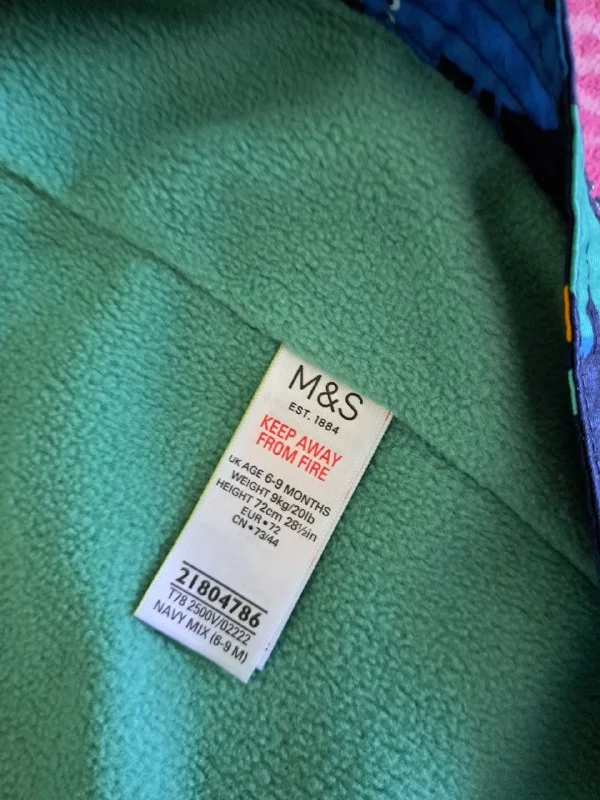 M&S
EST. 1884
KEEP AWAY
FROM FIRE
UK AGE 6-9 MONTHS
WEIGHT 9kg/20lb
HEIGHT 72cm 28½in
EUR•72
CN•73/44
21804786
T78 2500V/02222
NAVY MIX (6-9 M)